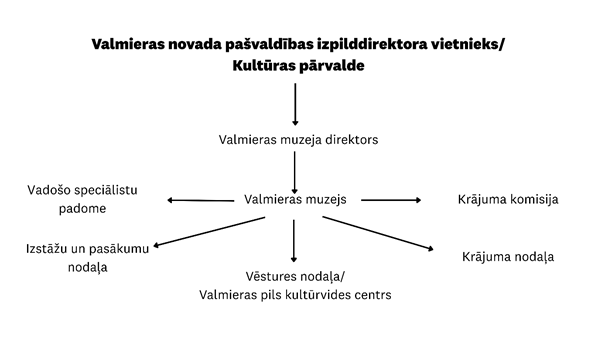 Valmieras novada pašvaldības izpilddirektora vietnieks/
Kultūras pārvalde
Valmieras muzeja direktors
Vadošo speciālistu
padome
Valmieras muzejs
Krājuma komisija
Izstāžu un pasākumu
nodaļa
Vēstures nodaļa/
Valmieras pils kultūrvides centrs
Krājuma nodaļa